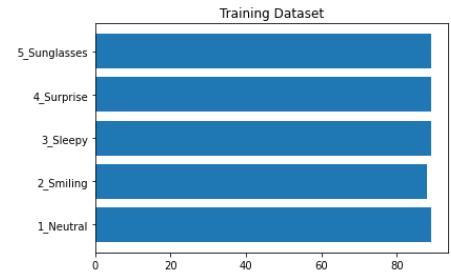 Training Dataset
5_Sunglasses
4_Surprise
3_Sleepy
2_Smiling
1_Neutral
0 20 40 60 80